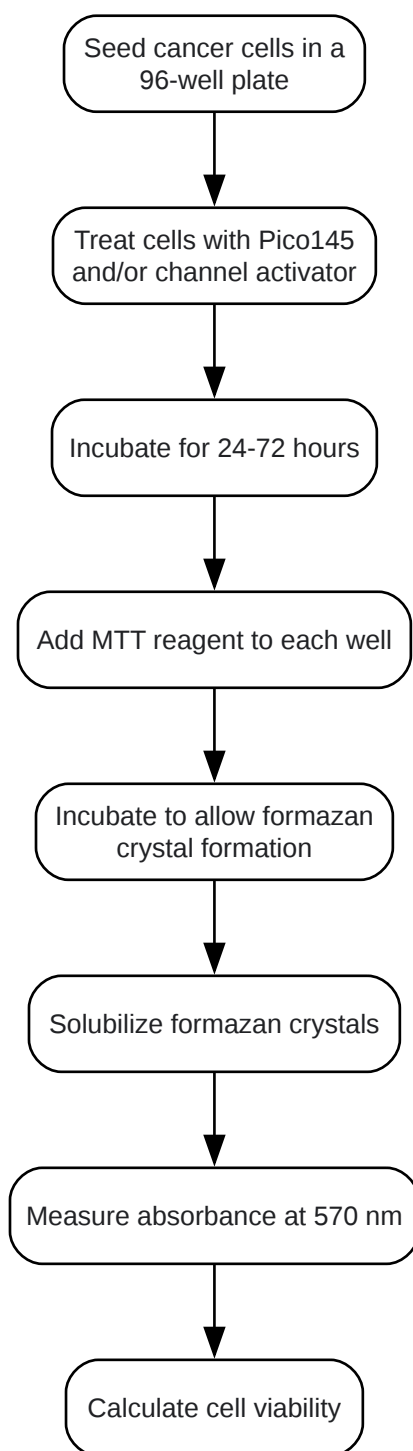 Seed cancer cells in a
96-well plate
Treat cells with Pico145
and/or channel activator
Incubate for 24-72 hours
Add MTT reagent to each well
Incubate to allow formazan
crystal formation
Solubilize formazan crystals
Measure absorbance at 570 nm
Calculate cell viability